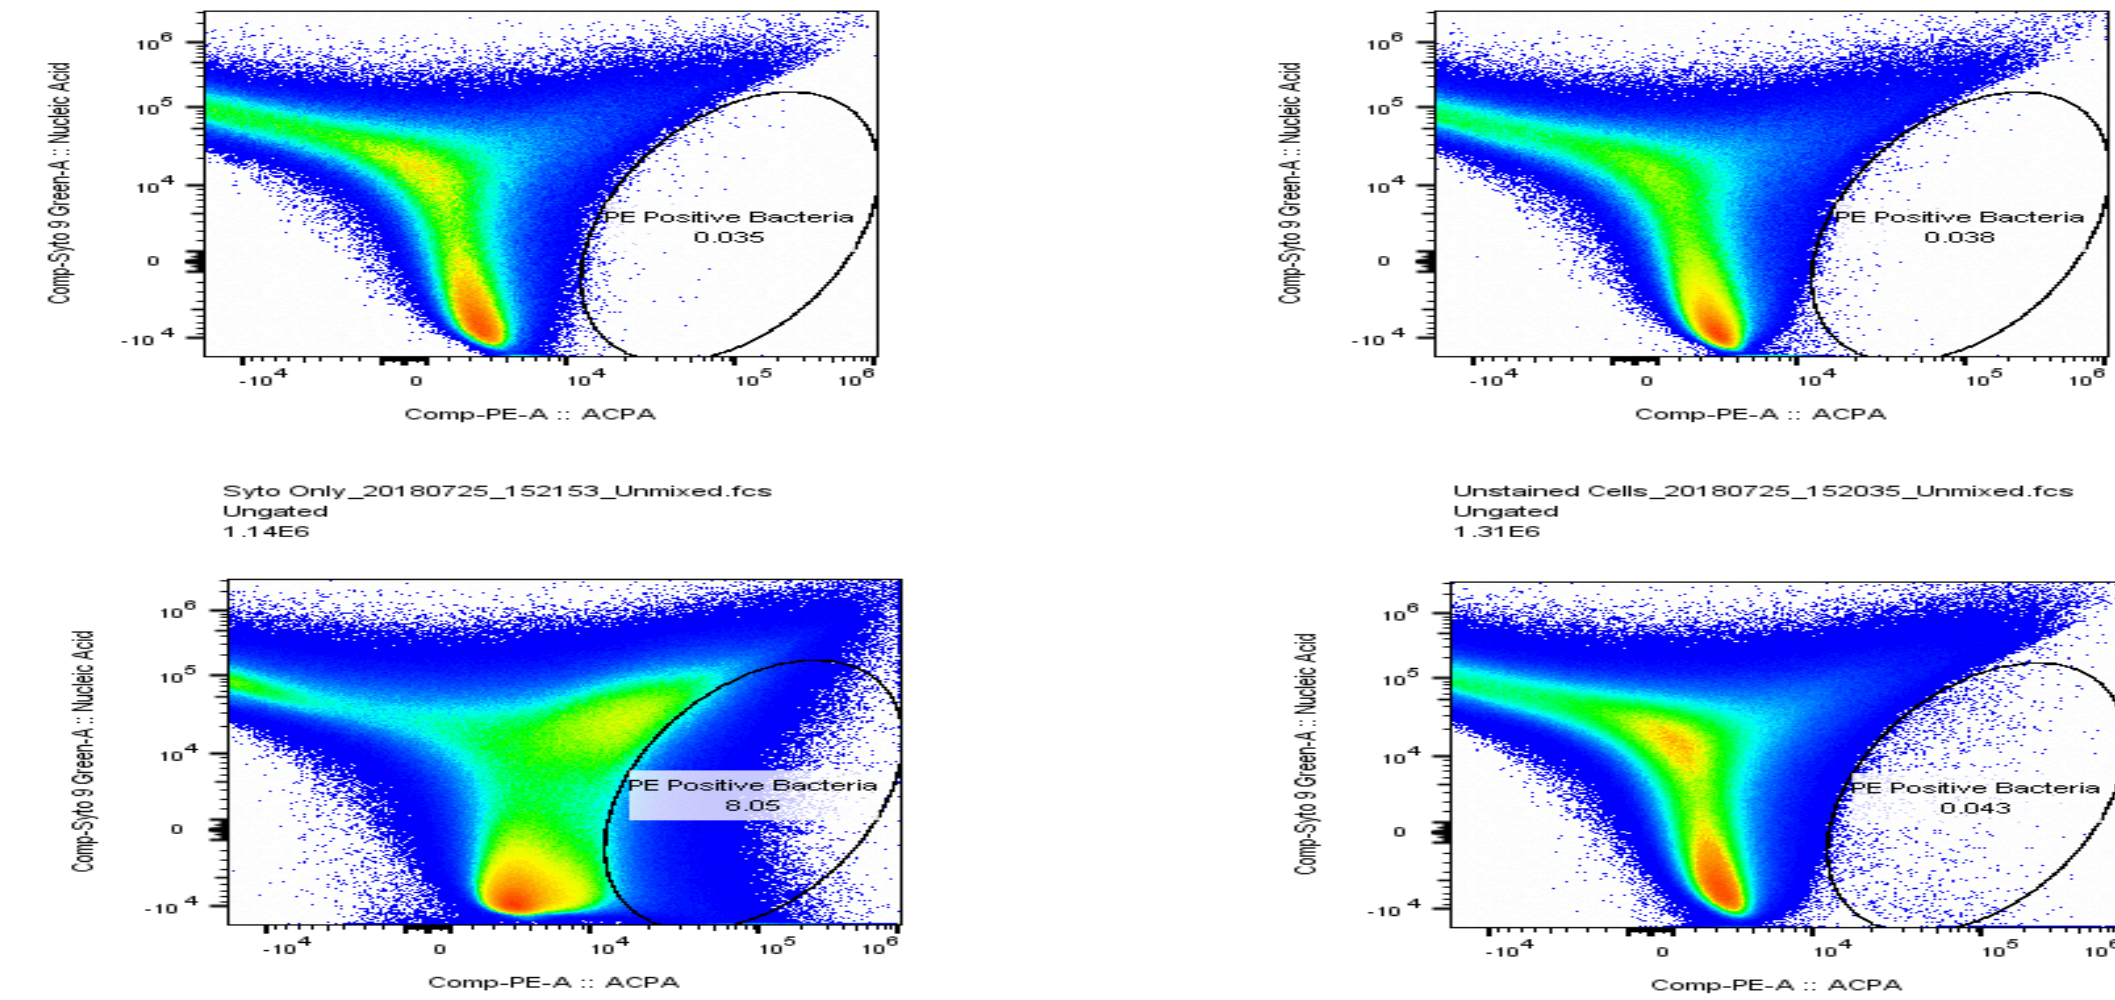 Comp-Syto 9 Green-A :: Nucleic Acid
10^6
10^5
10^4
0
-10^4
PE Positive Bacteria
0.035
-10^4 0 10^4 10^5 10^6
Comp-PE-A :: ACPA
Comp-Syto 9 Green-A :: Nucleic Acid
10^6
10^5
10^4
0
-10^4
PE Positive Bacteria
0.038
-10^4 0 10^4 10^5 10^6
Comp-PE-A :: ACPA
Syto Only_20180725_152153_Unmixed.fcs
Ungated
1.14E6
Unstained Cells_20180725_152035_Unmixed.fcs
Ungated
1.31E6
Comp-Syto 9 Green-A :: Nucleic Acid
10^6
10^5
10^4
0
-10^4
PE Positive Bacteria
8.05
-10^4 0 10^4 10^5 10^6
Comp-PE-A :: ACPA
Comp-Syto 9 Green-A :: Nucleic Acid
10^6
10^5
10^4
0
-10^4
PE Positive Bacteria
0.043
-10^4 0 10^4 10^5 10
Comp-PE-A :: ACPA